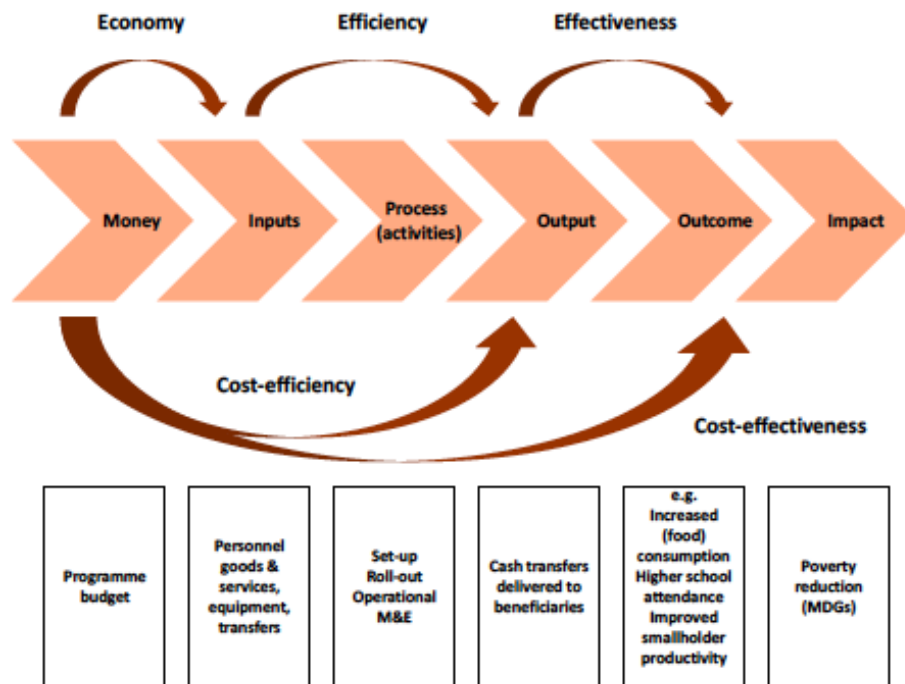 Economy
Efficiency
Effectiveness
Money
Inputs
Process
(activities)
Output
Outcome
Impact
Cost-efficiency
Cost-effectiveness
Programme
budget
Personnel
goods &
services,
equipment,
transfers
Set-up
Roll-out
Operational
M&E
Cash transfers
delivered to
beneficiaries
e.g.
Increased
(food)
consumption
Higher school
attendance
Improved
smallholder
productivity
Poverty
reduction
(MDGs)